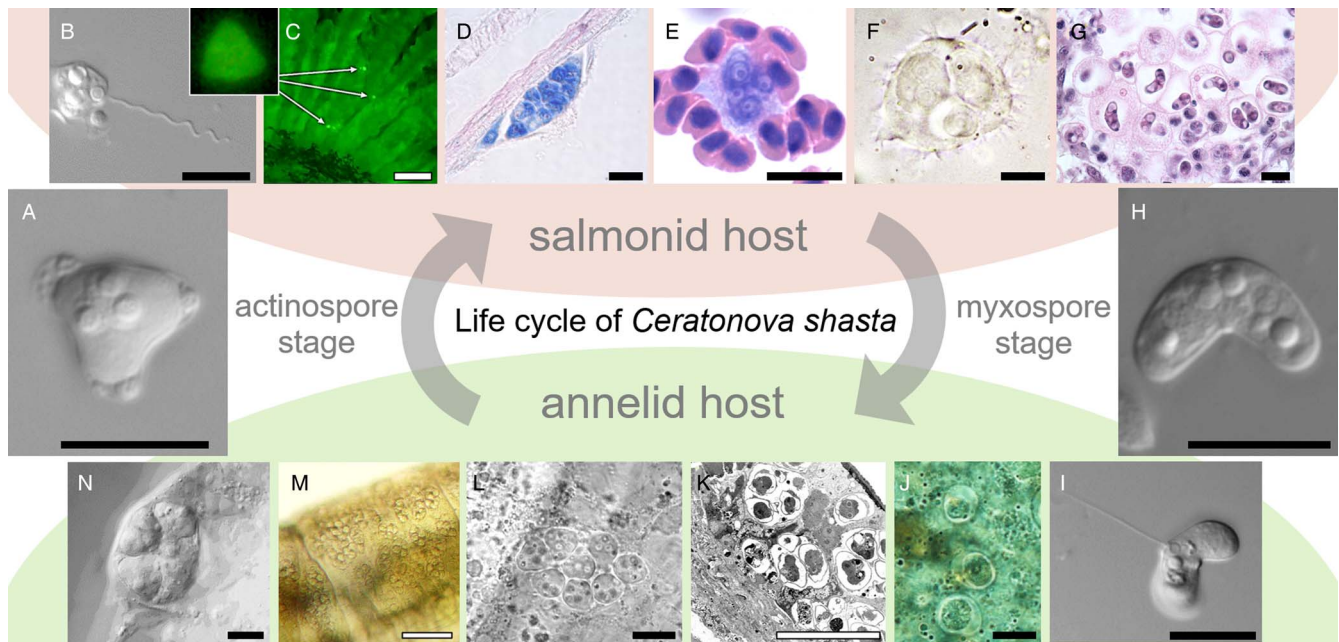 B
C
D
E
F
G
A
salmonid host
H
actinospore
stage
Life cycle of Ceratonova shasta
myxospore
stage
annelid host
N
M
L
K
J
I